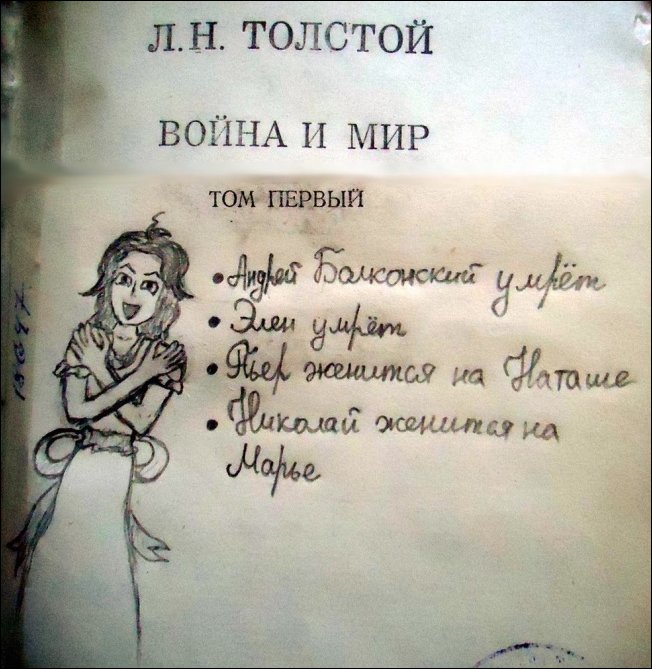 Л.Н. ТОЛСТОЙ
ВОЙНА И МИР
ТОМ ПЕРВЫЙ
• Андрей Болконский умрёт
• Элен умрёт
• Пьер женится на Наташе
• Николай женится на
Марье